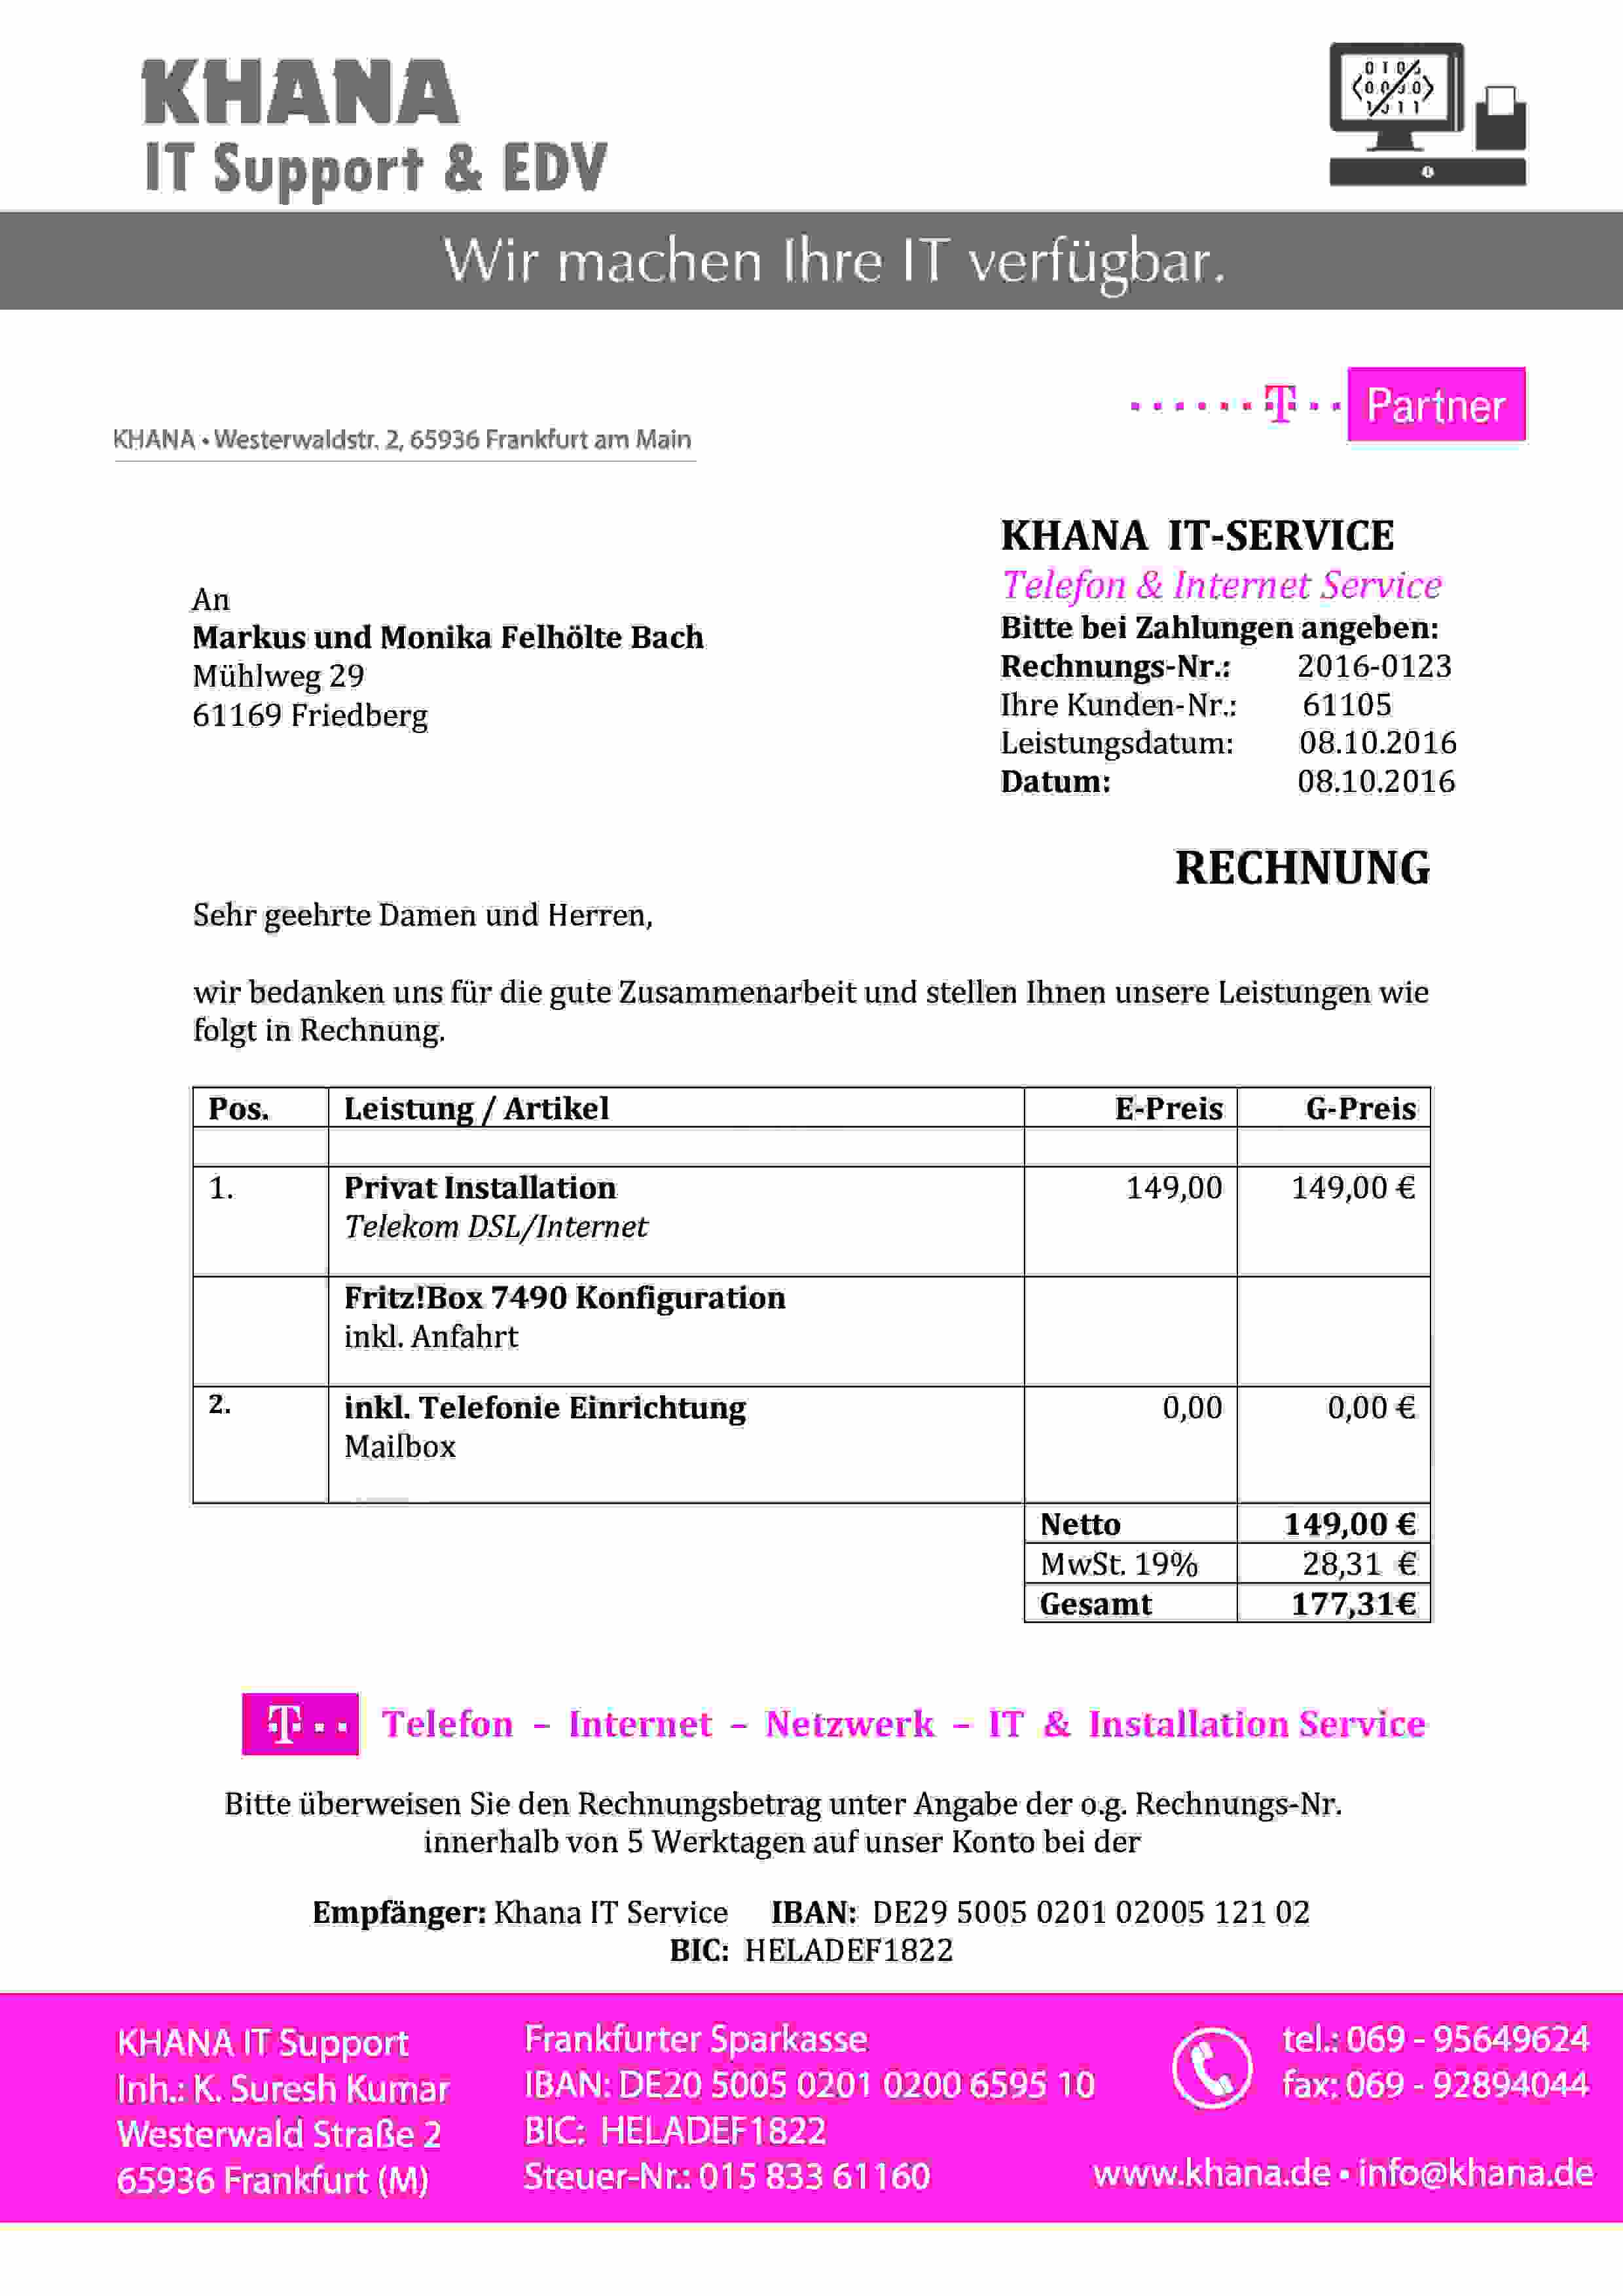 KHANA
IT Support & EDV
Wir machen Ihre IT verfügbar.
T Partner
KHANA • Westerwaldstr. 2, 65936 Frankfurt am Main
KHANA IT-SERVICE
Telefon & Internet Service
Bitte bei Zahlungen angeben:
Rechnungs-Nr.: 2016-0123
Ihre Kunden-Nr.: 61105
Leistungsdatum: 08.10.2016
Datum: 08.10.2016
An
Markus und Monika Felhölte Bach
Mühlweg 29
61169 Friedberg
RECHNUNG
Sehr geehrte Damen und Herren,
wir bedanken uns für die gute Zusammenarbeit und stellen Ihnen unsere Leistungen wie
folgt in Rechnung.
Pos. Leistung / Artikel E-Preis G-Preis
1. Privat Installation 149,00 149,00 €
Telekom DSL/Internet
Fritz!Box 7490 Konfiguration
inkl. Anfahrt
2. inkl. Telefonie Einrichtung 0,00 0,00 €
Mailbox
Netto 149,00 €
MwSt. 19% 28,31 €
Gesamt 177,31€
T Telefon – Internet – Netzwerk – IT & Installation Service
Bitte überweisen Sie den Rechnungsbetrag unter Angabe der o.g. Rechnungs-Nr.
innerhalb von 5 Werktagen auf unser Konto bei der
Empfänger: Khana IT Service IBAN: DE29 5005 0201 02005 121 02
BIC: HELADEF1822
KHANA IT Support
Inh.: K. Suresh Kumar
Westerwald Straße 2
65936 Frankfurt (M)
Frankfurter Sparkasse
IBAN: DE20 5005 0201 0200 6595 10
BIC: HELADEF1822
Steuer-Nr.: 015 833 61160
tel.: 069 - 95649624
fax: 069 - 92894044
www.khana.de • info@khana.de